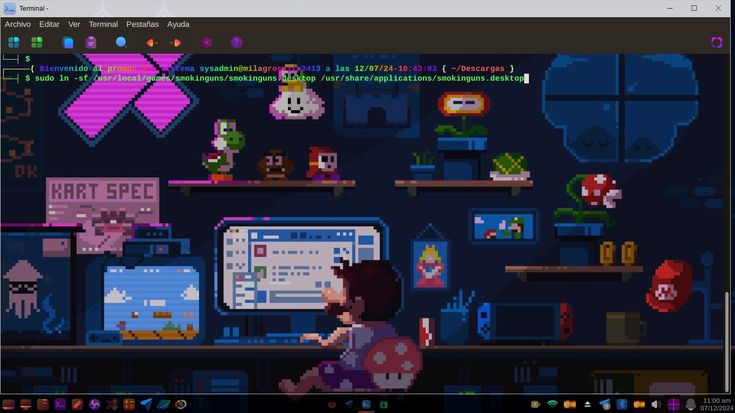 Terminal -
Archivo Editar Ver Terminal Pestañas Ayuda
$
( Bienvenido al prompt sistema sysadmin@milagros 2413 a las 12/07/24-10:43:03 { ~/Descargas }
$ sudo ln -sf /usr/local/games/smokinguns/smokinguns.desktop /usr/share/applications/smokinguns.desktop
DK
KART SPEC
11:00 am
07/12/2024